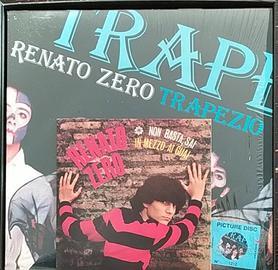 TRAPE
RENATO ZERO TRAPEZIO
RENATO
ZERO
NON BASTA SAI
IN MEZZO AI GUAI
PICTURE DISC